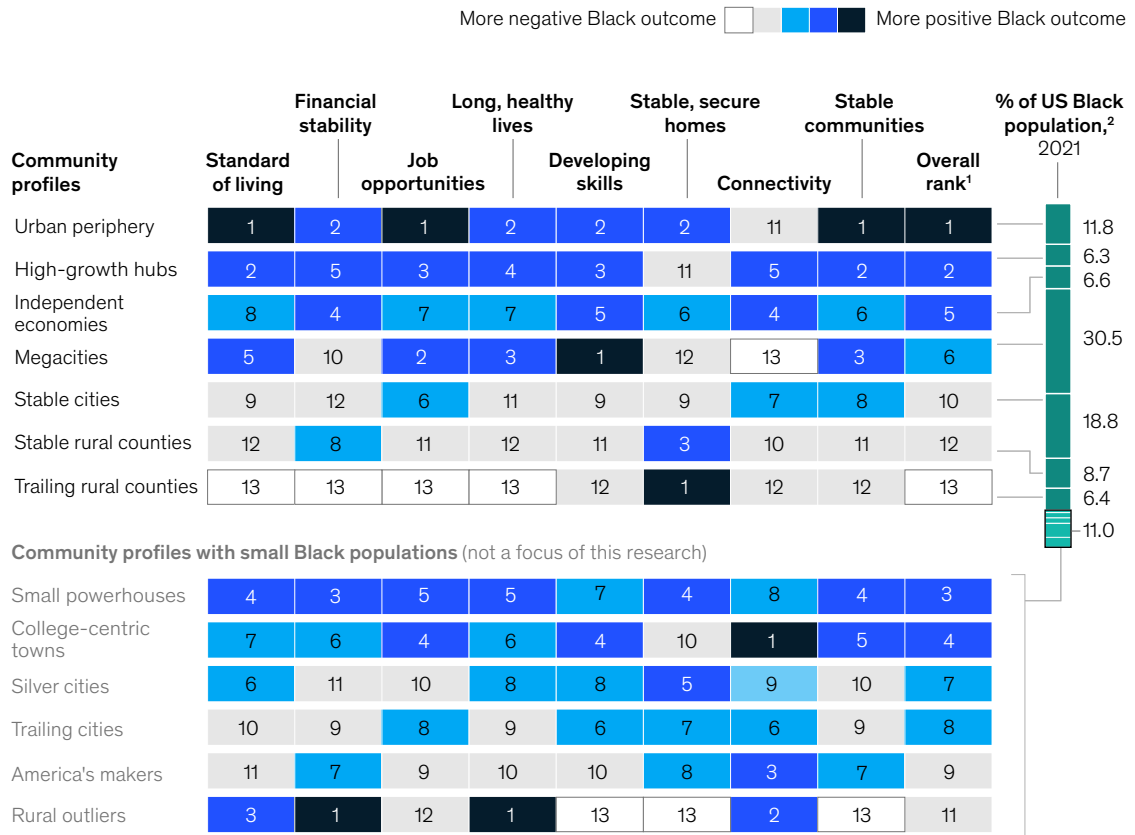 More negative Black outcome More positive Black outcome
Financial stability Long, healthy lives Stable, secure homes Stable communities % of US Black population,² 2021
Community profiles Standard of living Job opportunities Developing skills Connectivity Overall rank¹
Urban periphery 1 2 1 2 2 2 11 1 1 11.8
High-growth hubs 2 5 3 4 3 11 5 2 2 6.3
Independent economies 8 4 7 7 5 6 4 6 5 6.6
Megacities 5 10 2 3 1 12 13 3 6 30.5
Stable cities 9 12 6 11 9 9 7 8 10 18.8
Stable rural counties 12 8 11 12 11 3 10 11 12 8.7
Trailing rural counties 13 13 13 13 12 1 12 12 13 6.4
11.0
Community profiles with small Black populations (not a focus of this research)
Small powerhouses 4 3 5 5 7 4 8 4 3
College-centric towns 7 6 4 6 4 10 1 5 4
Silver cities 6 11 10 8 8 5 9 10 7
Trailing cities 10 9 8 9 6 7 6 9 8
America's makers 11 7 9 10 10 8 3 7 9
Rural outliers 3 1 12 1 13 13 2 13 11